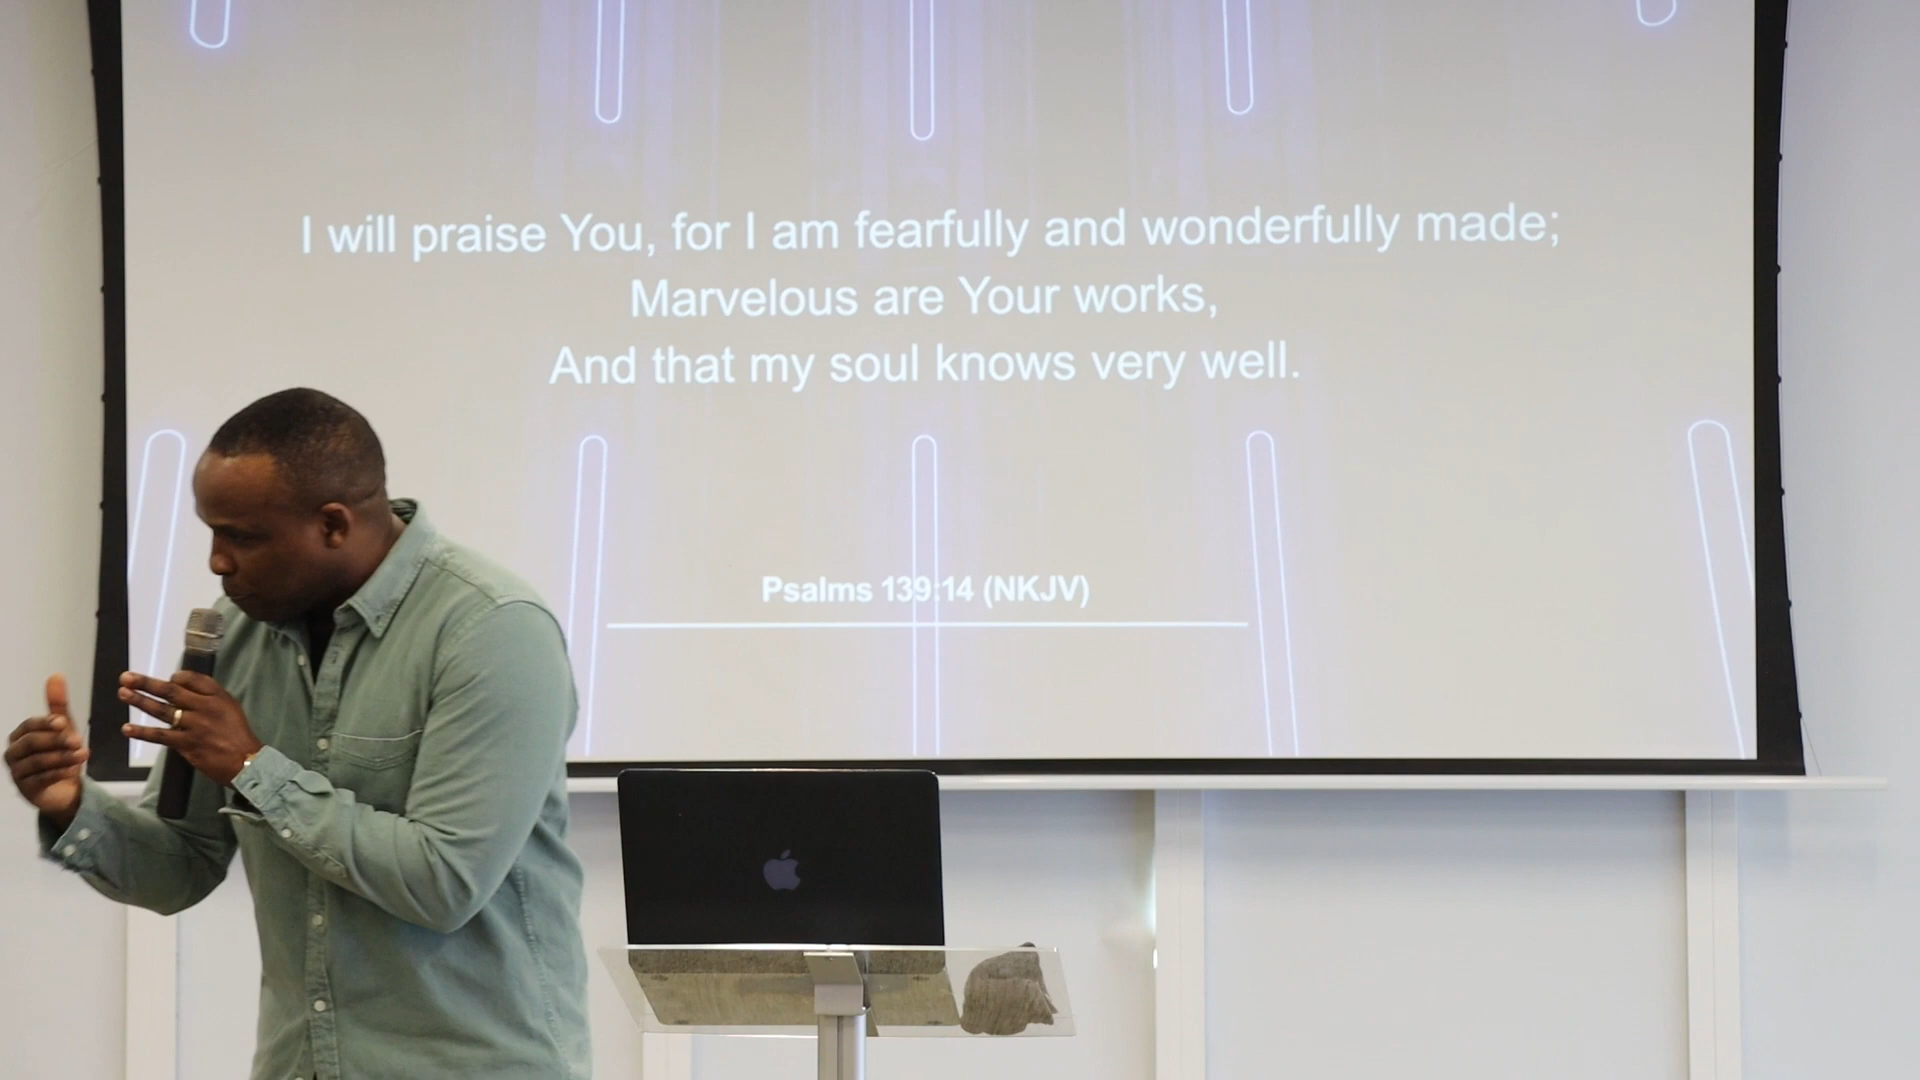 I will praise You, for I am fearfully and wonderfully made;
Marvelous are Your works,
And that my soul knows very well.
Psalms 139:14 (NKJV)